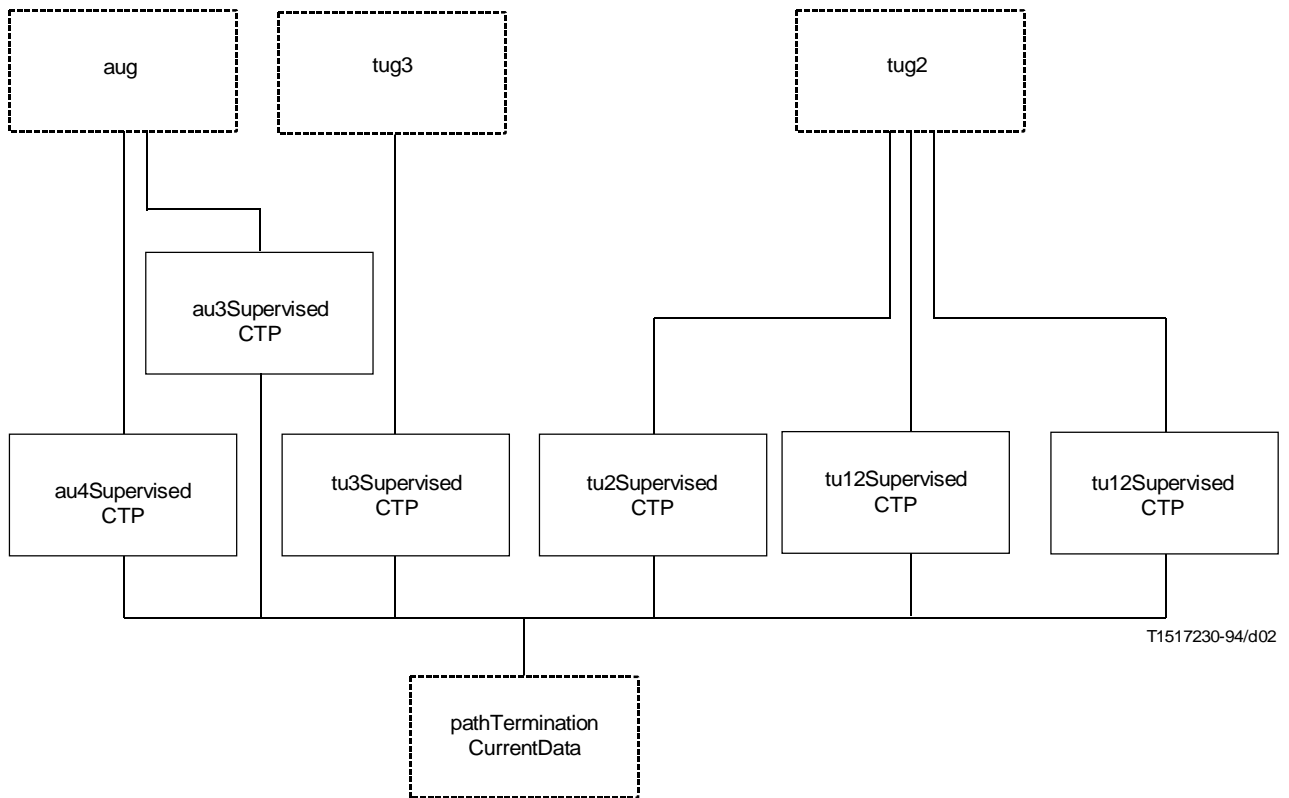 aug
tug3
tug2
au3Supervised
CTP
au4Supervised
CTP
tu3Supervised
CTP
tu2Supervised
CTP
tu12Supervised
CTP
tu12Supervised
CTP
T1517230-94/d02
pathTermination
CurrentData